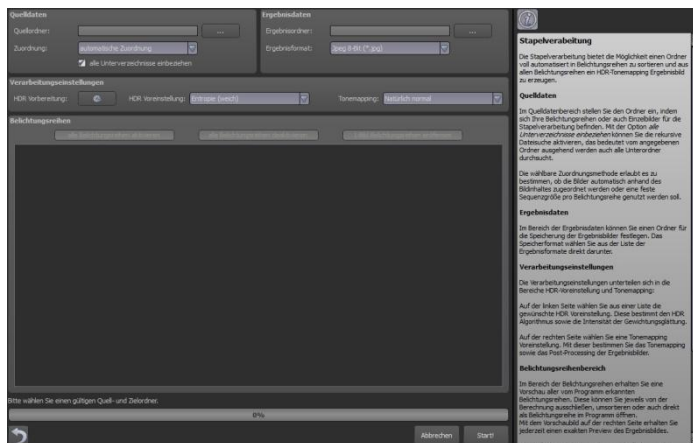 Quelldaten
Quellordner:
...
Zuordnung:
automatische Zuordnung
alle Unterverzeichnisse einbeziehen
Ergebnisdaten
Ergebnisordner:
...
Ergebnisformat:
Jpeg 8-Bit (*.jpg)
Verarbeitungseinstellungen
HDR Vorbereitung:
HDR Voreinstellung:
Entropie [weich]
Tonemapping:
Natürlich normal
Belichtungsreihen
alle Belichtungsreihen aktivieren
alle Belichtungsreihen deaktivieren
Bitte wählen Sie einen gültigen Quell- und Zielordner.
0%
Abbrechen
Start!
Stapelverabeitung
Die Stapelverarbeitung bietet die Möglichkeit einen Ordner
voll automatisert in Belichtungsreihen zu sortieren und aus
allen Belichtungsreihen ein HDR-Tonemapping Ergebnisbild
zu erzeugen.
Quelldaten
Im Quelldatenbereich stellen Sie den Ordner ein, indem
sich Ihre Belichtungsreihen oder auch Einzelbilder für die
Stapelverarbeitung befinden. Mit der Option alle
Unterverzeichnisse einbeziehen können Sie die rekursive
Dateisuche aktivieren, das bedeutet vom angegebenen
Ordner ausgehend werden auch alle Unterordner
durchsucht.
Die wählbare Zuordnungsmethode erlaubt es zu
bestimmen, ob die Bilder automatisch anhand des
Bildinhaltes zugeordnet werden oder eine feste
Sequenzgröße pro Belichtungsreihe genutzt werden soll.
Ergebnisdaten
Im Bereich der Ergebnisdaten können Sie einen Ordner für
die Speicherung der Ergebnisbilder festlegen. Das
Speicherformat wählen Sie aus der Liste der
Ergebnisformate direkt darunter.
Verarbeitungseinstellungen
Die Verarbeitungseinstellungen unterteilen sich in die
Bereiche HDR-Voreinstellung und Tonemapping:
Auf der linken Seite wählen Sie aus einer Liste die
gewünschte HDR Voreinstellung. Diese bestimmt den HDR
Algorithmus sowie die Intensität der Gewichtungsglättung.
Auf der rechten Seite wählen Sie eine Tonemapping
Voreinstellung. Mit dieser bestimmen Sie das Tonemapping
sowie das Post-Processing der Ergebnisbilder.
Belichtungsreihenbereich
Im Bereich der Belichtungsreihen erhalten Sie eine
Vorschau aller vom Programm erkannten
Belichtungsreihen. Diese können Sie jeweils von der
Berechnung ausschließen, umsortieren oder auch direkt
als Belichtungsreihe im Programm öffnen.
Mit dem Vorschaubild auf der rechten Seite erhalten Sie
jederzeit einen exakten Preview des Ergebnisbildes.